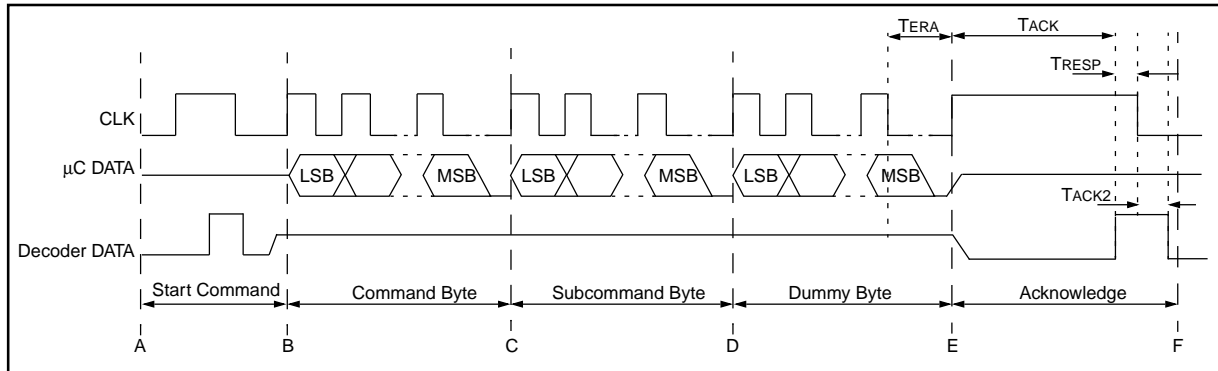 TERA
TACK
TRESP
CLK
µC DATA
LSB
MSB
LSB
MSB
LSB
MSB
TACK2
Decoder DATA
Start Command
Command Byte
Subcommand Byte
Dummy Byte
Acknowledge
A
B
C
D
E
F